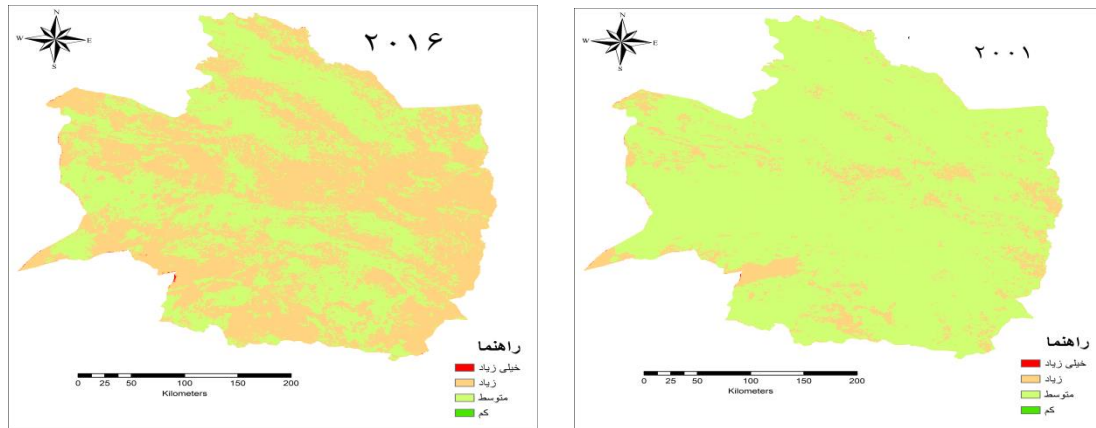 N
W E
S
۲۰۱۶
راهنما
خیلی زیاد
زیاد
متوسط
کم
0 25 50 100 150 200
Kilometers
N
W E
S
۲۰۰۱
راهنما
خیلی زیاد
زیاد
متوسط
کم
0 25 50 100 150 200
Kilometers